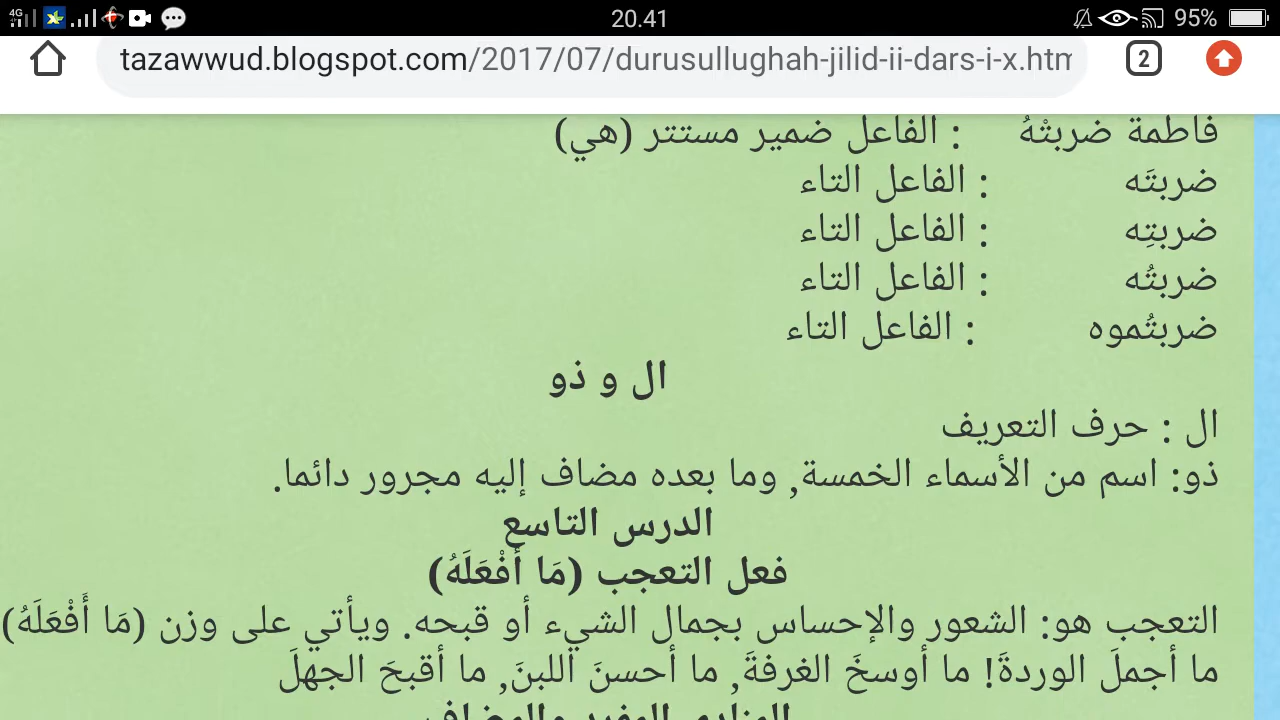 4G 20.41 95%
tazawwud.blogspot.com/2017/07/durusullughah-jilid-ii-dars-i-x.htm 2
فاطمة ضربتْهُ : الفاعل ضمير مستتر (هي)
ضربتَه : الفاعل التاء
ضربتِه : الفاعل التاء
ضربتُه : الفاعل التاء
ضربتُموه : الفاعل التاء
ال و ذو
ال : حرف التعريف
ذو: اسم من الأسماء الخمسة, وما بعده مضاف إليه مجرور دائما.
الدرس التاسع
فعل التعجب (مَا أَفْعَلَهُ)
التعجب هو: الشعور والإحساس بجمال الشيء أو قبحه. ويأتي على وزن (مَا أَفْعَلَهُ)
ما أجملَ الوردةَ! ما أوسخَ الغرفةَ, ما أحسنَ اللبنَ, ما أقبحَ الجهلَ